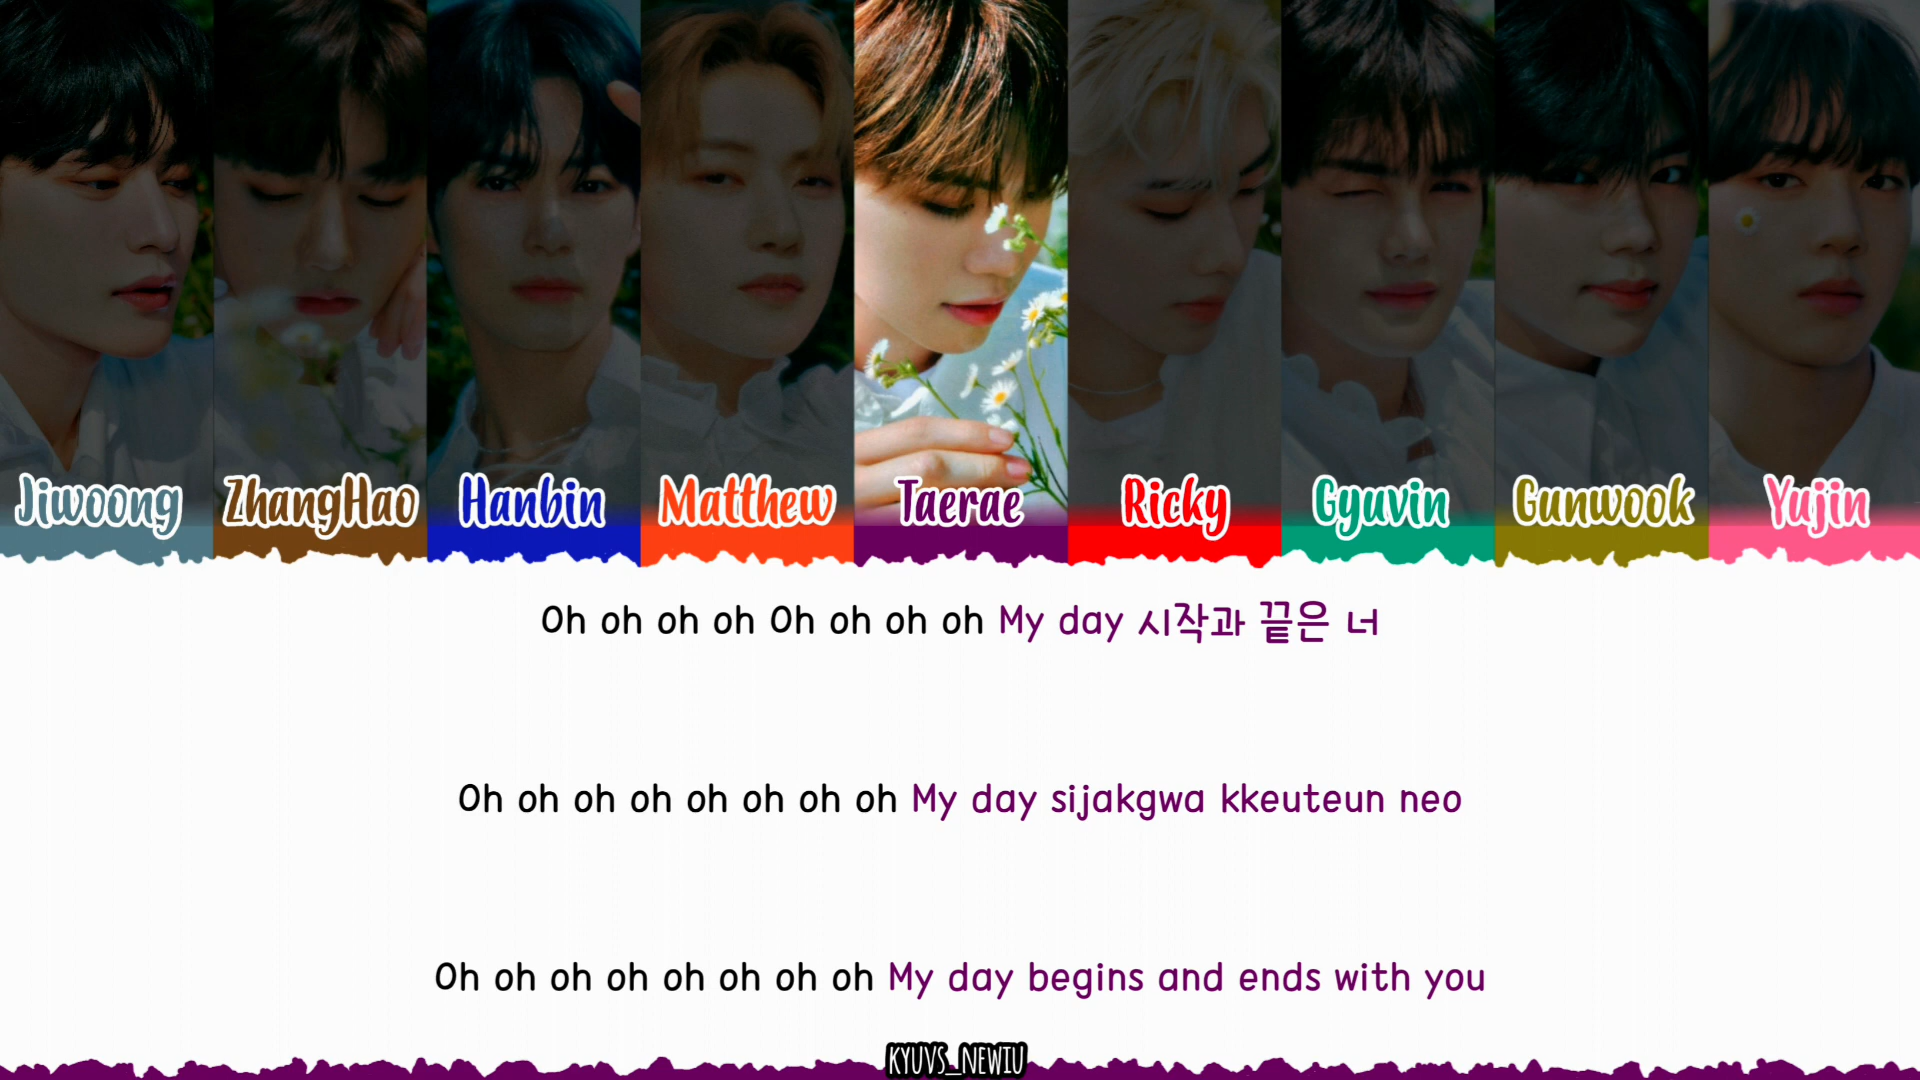 Jiwoong ZhangHao Hanbin Matthew Taerae Ricky Gyuvin Gunwook Yujin
Oh oh oh oh Oh oh oh oh My day 시작과 끝은 너
Oh oh oh oh oh oh oh oh My day sijakgwa kkeuteun neo
Oh oh oh oh oh oh oh oh My day begins and ends with you
KYUVS_NEWIU